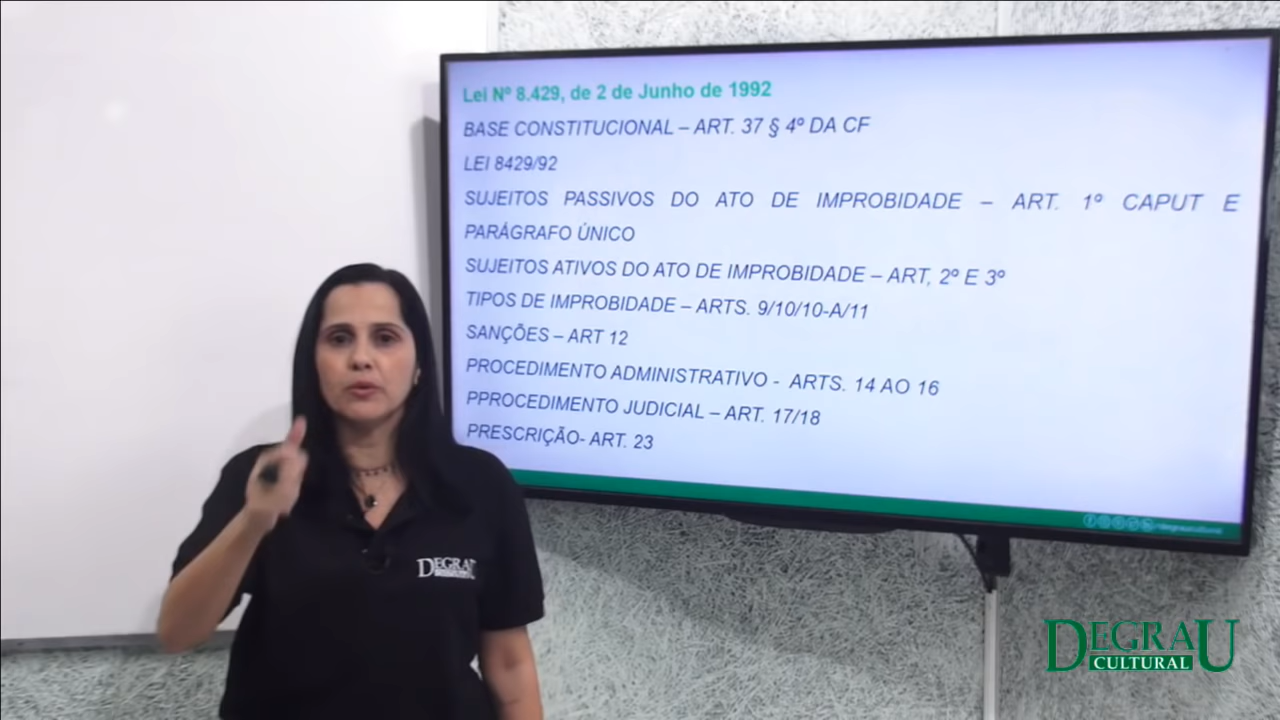 Lei Nº 8.429, de 2 de Junho de 1992
BASE CONSTITUCIONAL – ART. 37 § 4º DA CF
LEI 8429/92
SUJEITOS PASSIVOS DO ATO DE IMPROBIDADE – ART. 1º CAPUT E
PARÁGRAFO ÚNICO
SUJEITOS ATIVOS DO ATO DE IMPROBIDADE – ART, 2º E 3º
TIPOS DE IMPROBIDADE – ARTS. 9/10/10-A/11
SANÇÕES – ART 12
PROCEDIMENTO ADMINISTRATIVO - ARTS. 14 AO 16
PPROCEDIMENTO JUDICIAL – ART. 17/18
PRESCRIÇÃO- ART. 23
DEGRAU
DEGRAU
CULTURAL